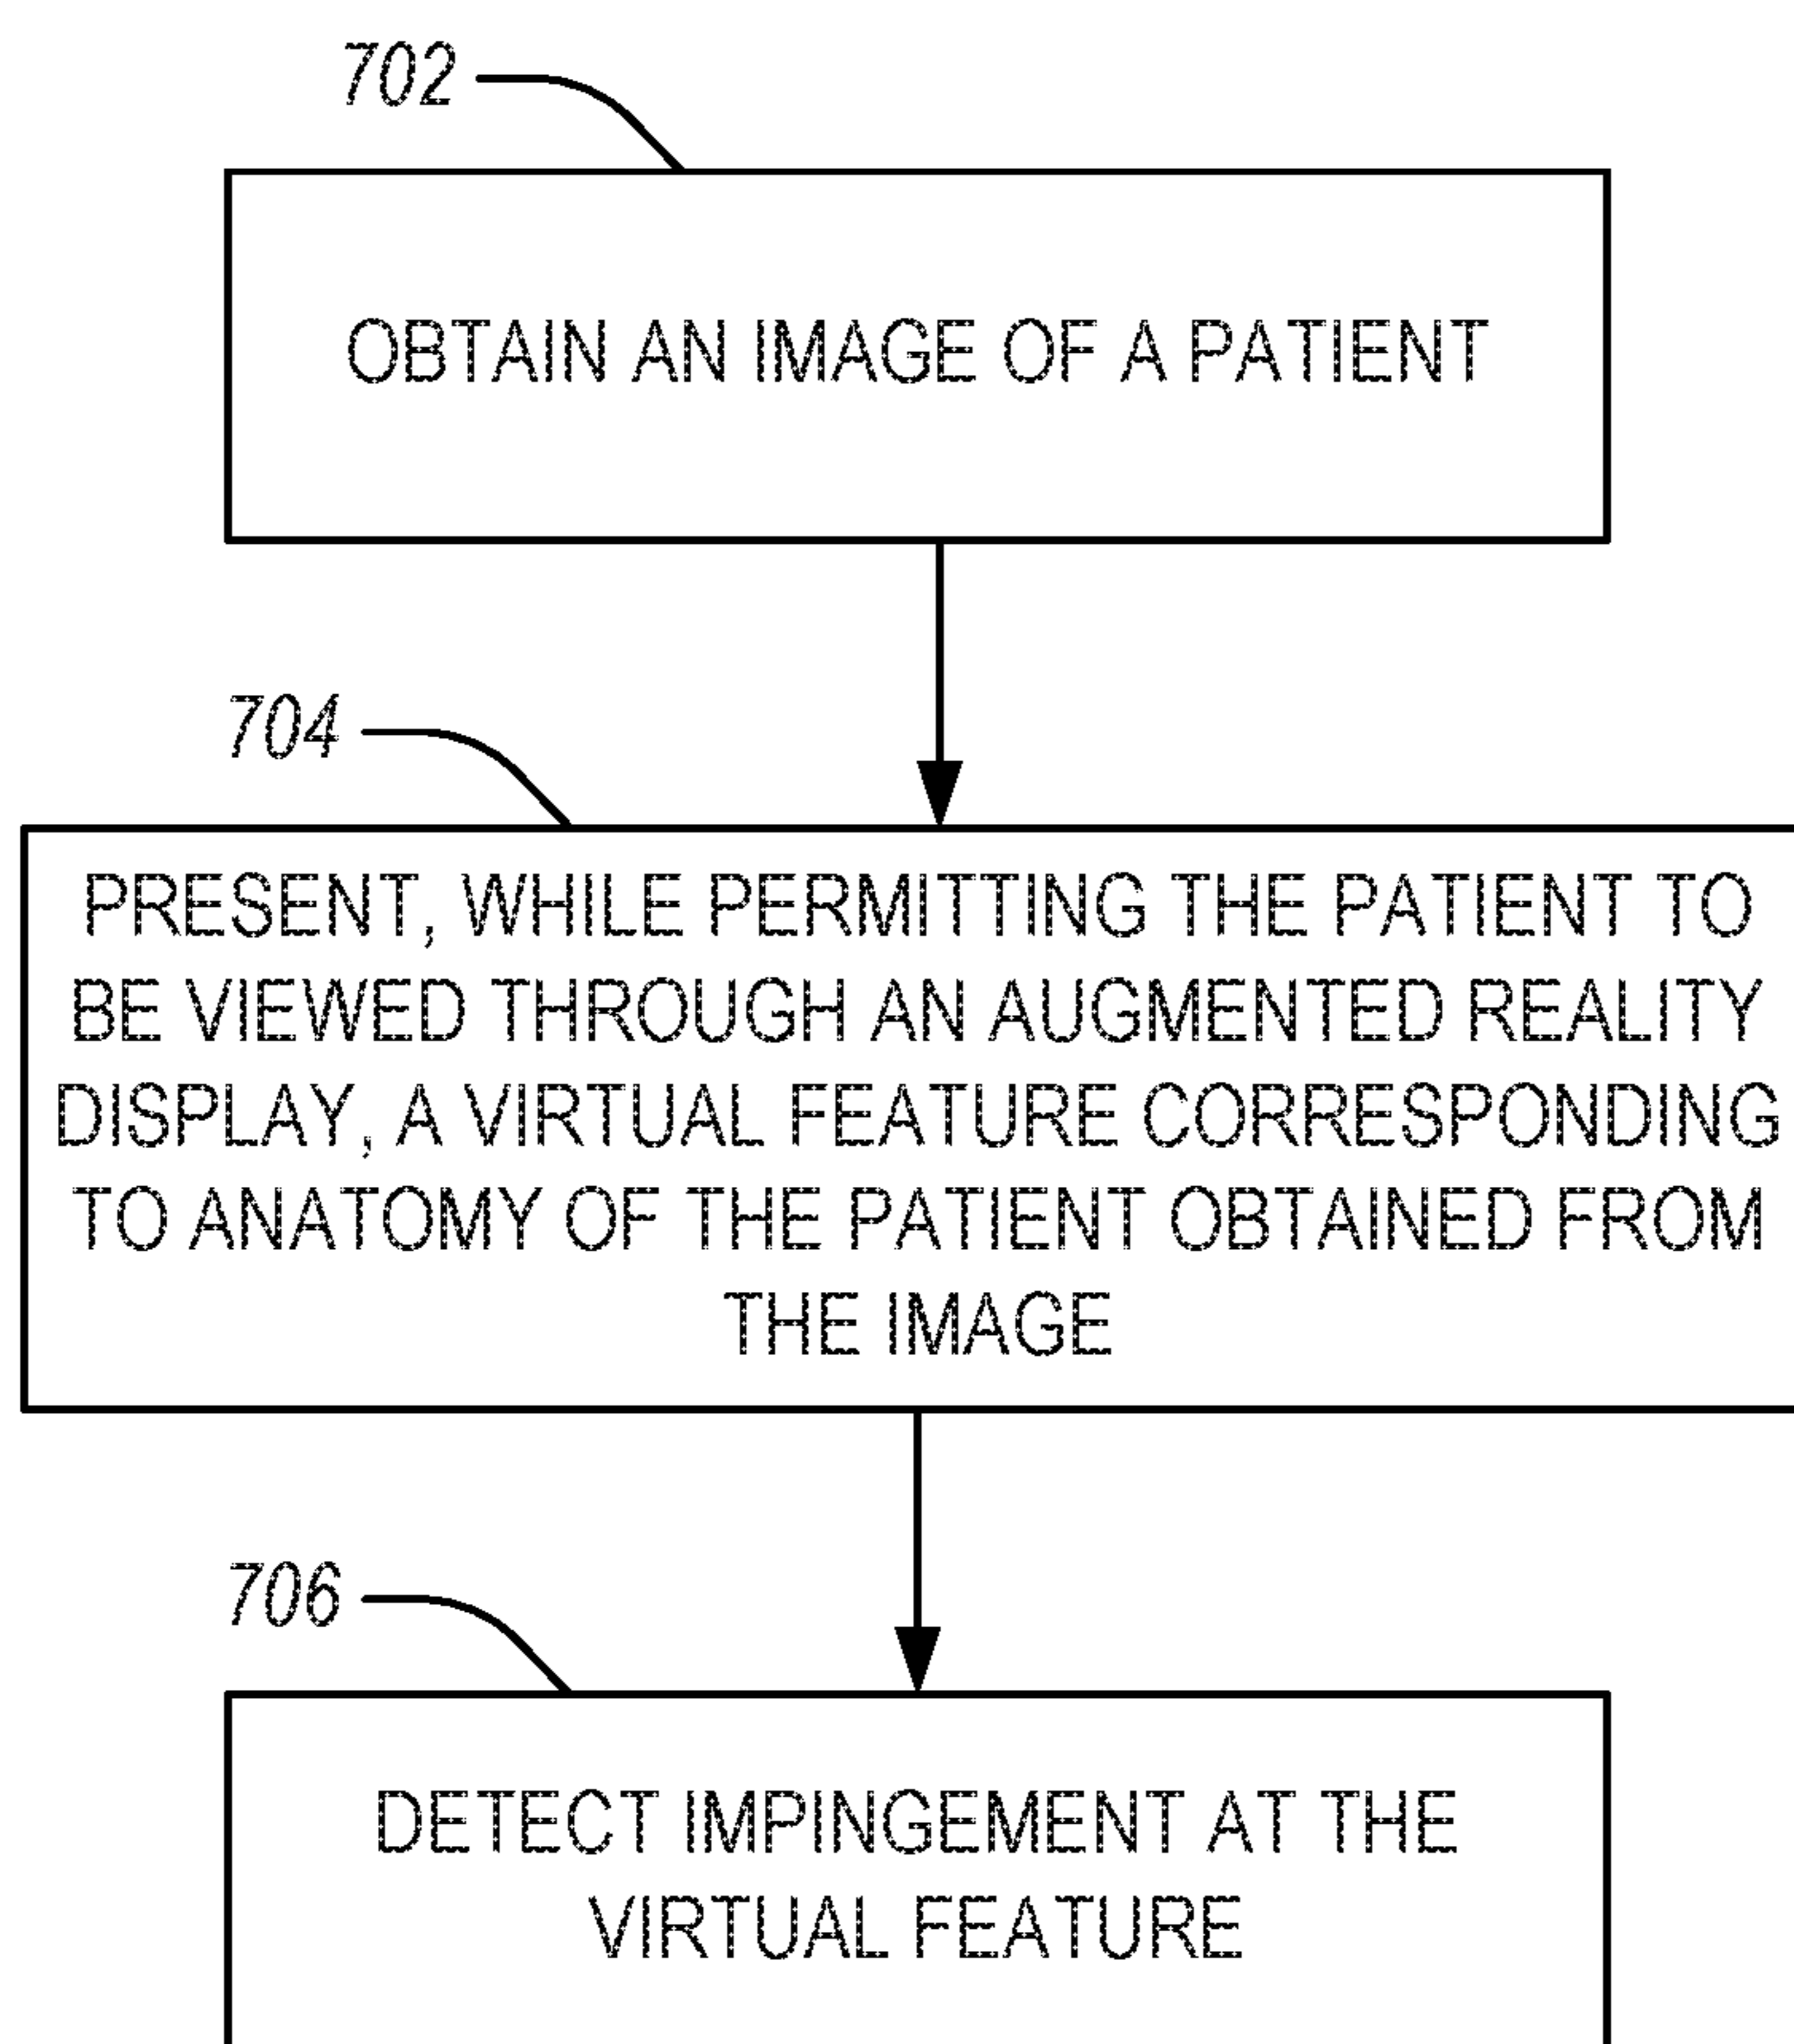 702
OBTAIN AN IMAGE OF A PATIENT
704
PRESENT, WHILE PERMITTING THE PATIENT TO
BE VIEWED THROUGH AN AUGMENTED REALITY
DISPLAY, A VIRTUAL FEATURE CORRESPONDING
TO ANATOMY OF THE PATIENT OBTAINED FROM
THE IMAGE
706
DETECT IMPINGEMENT AT THE
VIRTUAL FEATURE